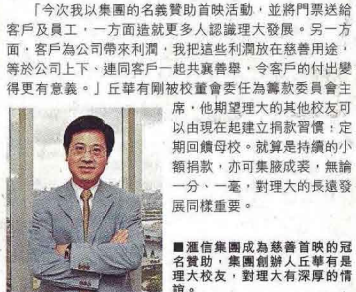 「今次我以集團的名義贊助首映活動，並將門票送給
客戶及員工，一方面造就更多人認識理大發展。另一方
面，客戶為公司帶來利潤，我把這些利潤放在慈善用途，
等於公司上下、連同客戶一起共襄善舉，令客戶的付出變
得更有意義。」丘華有剛被校董會委任為籌款委員會主
席，他期望理大的其他校友可
以由現在起建立捐款習慣：定
期回饋母校。就算是持續的小
額捐款，亦可集腋成裘，無論
一分、一毫，對理大的長遠發
展同樣重要。
■滙信集團成為慈善首映的冠
名贊助，集團創辦人丘華有是
理大校友，對理大有深厚的情
誼。